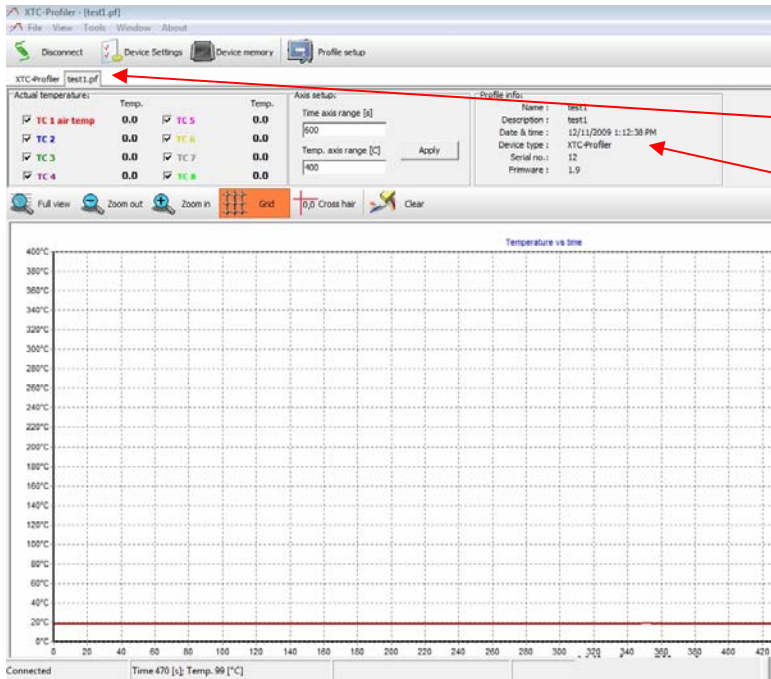 XTC-Profiler - [test1.pf]
File View Tools Window About
Disconnect Device Settings Device memory Profile setup
XTC-Profiler test1.pf
Actual temperature:
Temp. Temp.
TC 1 air temp 0.0 TC 5 0.0
TC 2 0.0 TC 6 0.0
TC 3 0.0 TC 7 0.0
TC 4 0.0 TC 8 0.0
Axis setup:
Time axis range [s]
600
Temp. axis range [C]
400
Apply
Profile info:
Name : test1
Description : test1
Date & time : 12/11/2009 1:12:38 PM
Device type : XTC-Profiler
Serial no.: 12
Firmware : 1.9
Full view Zoom out Zoom in Grid 0,0 Cross hair Clear
Temperature vs time
400°C
380°C
360°C
340°C
320°C
300°C
280°C
260°C
240°C
220°C
200°C
180°C
160°C
140°C
120°C
100°C
80°C
60°C
40°C
20°C
0°C
0 20 40 60 80 100 120 140 160 180 200 220 240 260 280 300 320 340 360 380 400 420
Connected Time 470 [s]; Temp. 99 [°C]